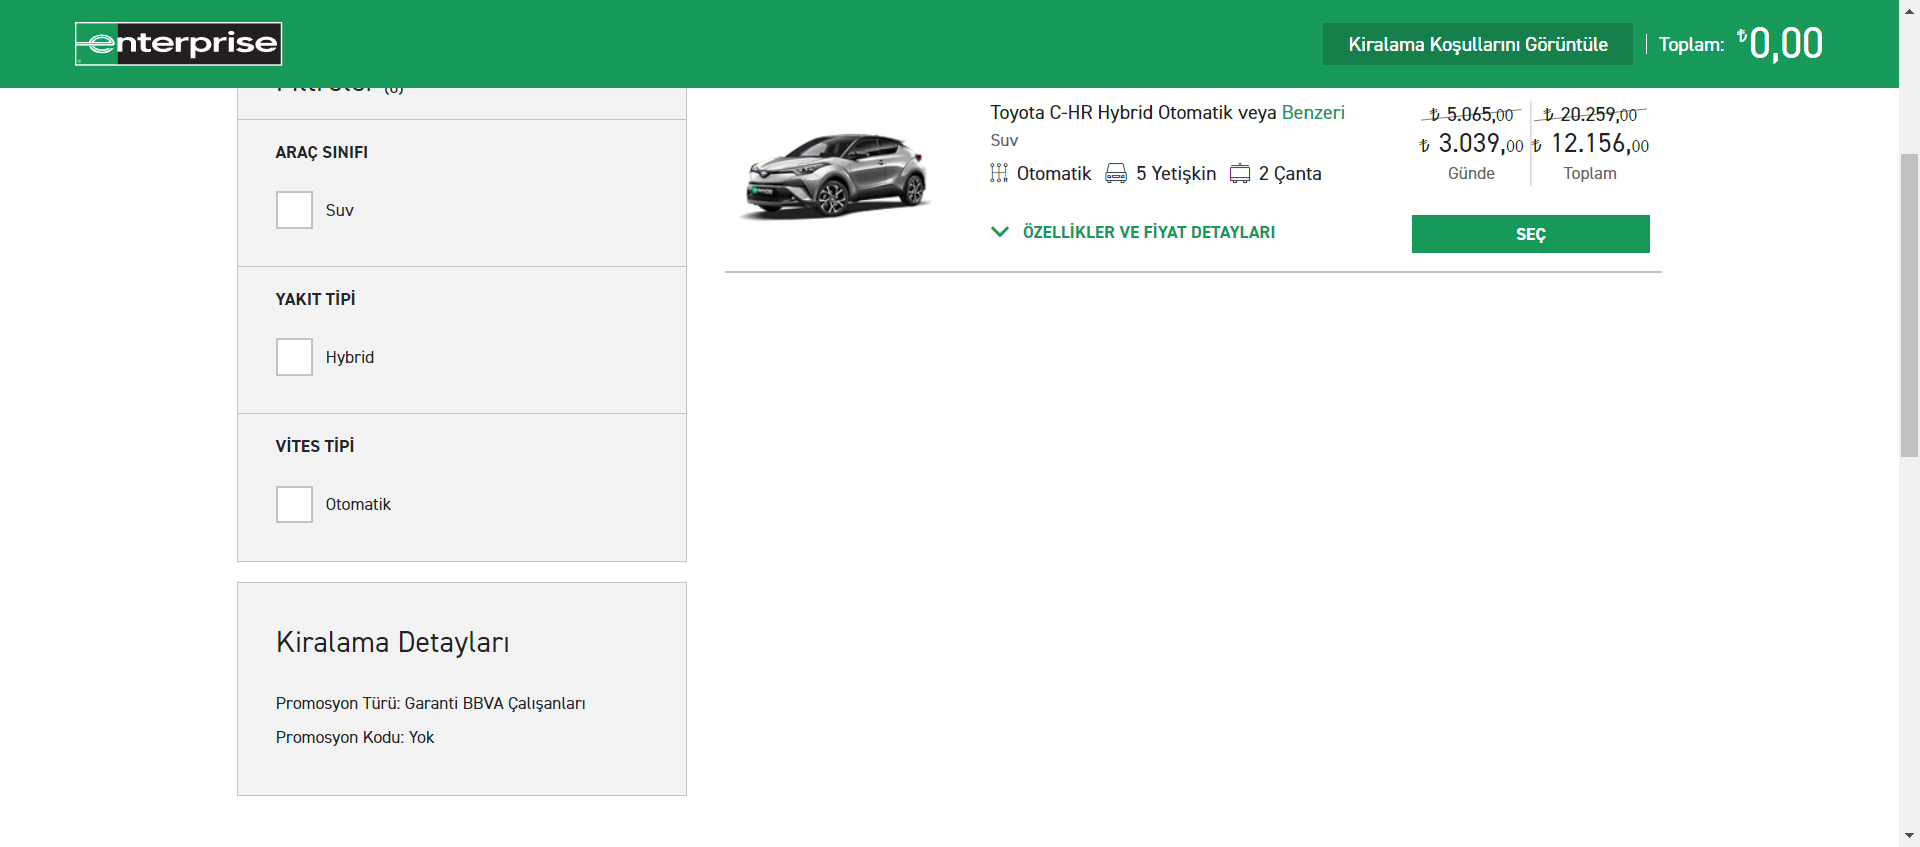 enterprise
Kiralama Koşullarını Görüntüle
Toplam: ₺0,00
ARAÇ SINIFI
Suv
YAKIT TİPİ
Hybrid
VİTES TİPİ
Otomatik
Kiralama Detayları
Promosyon Türü: Garanti BBVA Çalışanları
Promosyon Kodu: Yok
Toyota C-HR Hybrid Otomatik veya Benzeri
Suv
Otomatik 5 Yetişkin 2 Çanta
ÖZELLİKLER VE FİYAT DETAYLARI
₺ 5.065,00 ₺ 20.259,00
₺ 3.039,00 ₺ 12.156,00
Günde Toplam
SEÇ